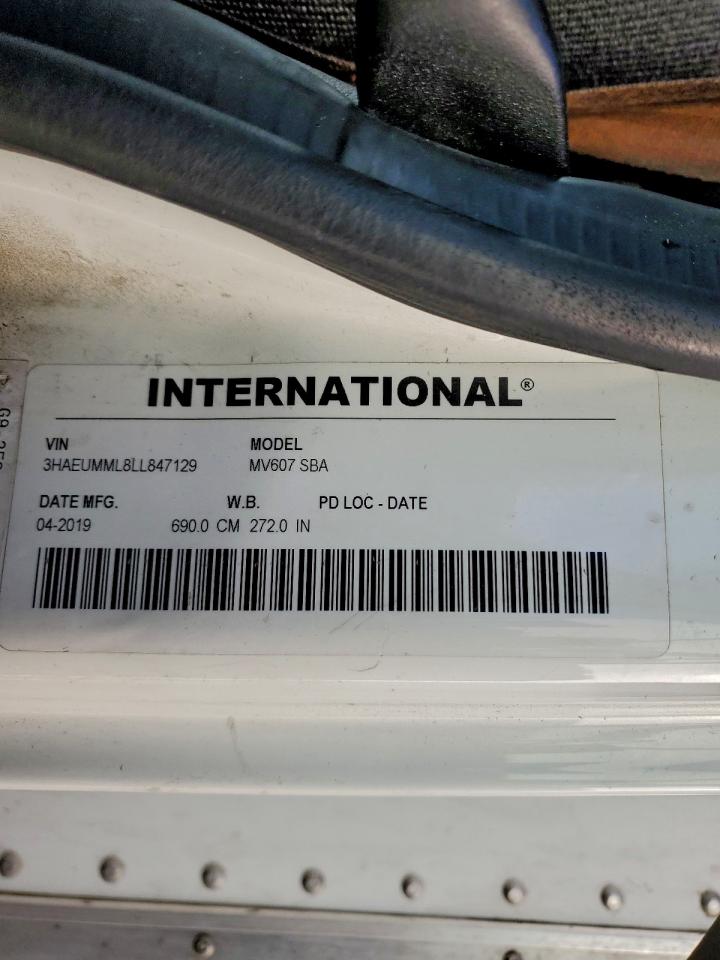 INTERNATIONAL®
VIN MODEL
3HAEUMML8LL847129 MV607 SBA
DATE MFG. W.B. PD LOC - DATE
04-2019 690.0 CM 272.0 IN